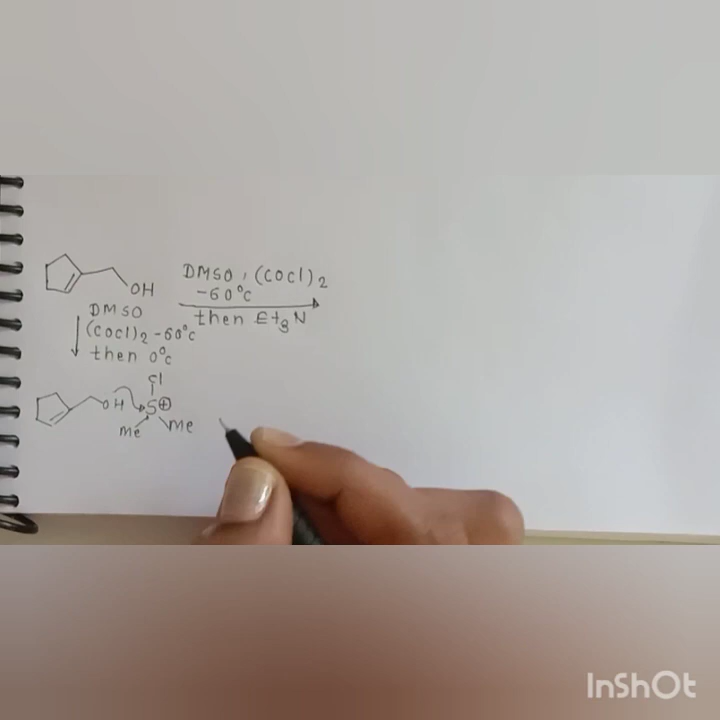 OH
DMSO, (COCl)2
-60°C
then Et3N
DMSO
(COCl)2 -60°C
then 0°C
Cl
OH S⊕
Me Me
InShOt